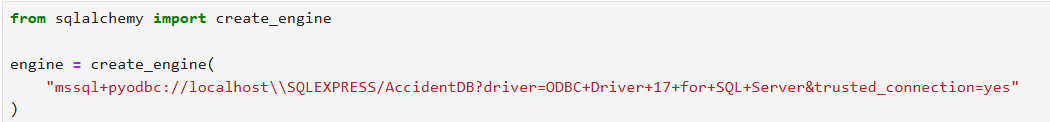 from sqlalchemy import create_engine
engine = create_engine(
"mssql+pyodbc://localhost\\SQLEXPRESS/AccidentDB?driver=ODBC+Driver+17+for+SQL+Server&trusted_connection=yes"
)